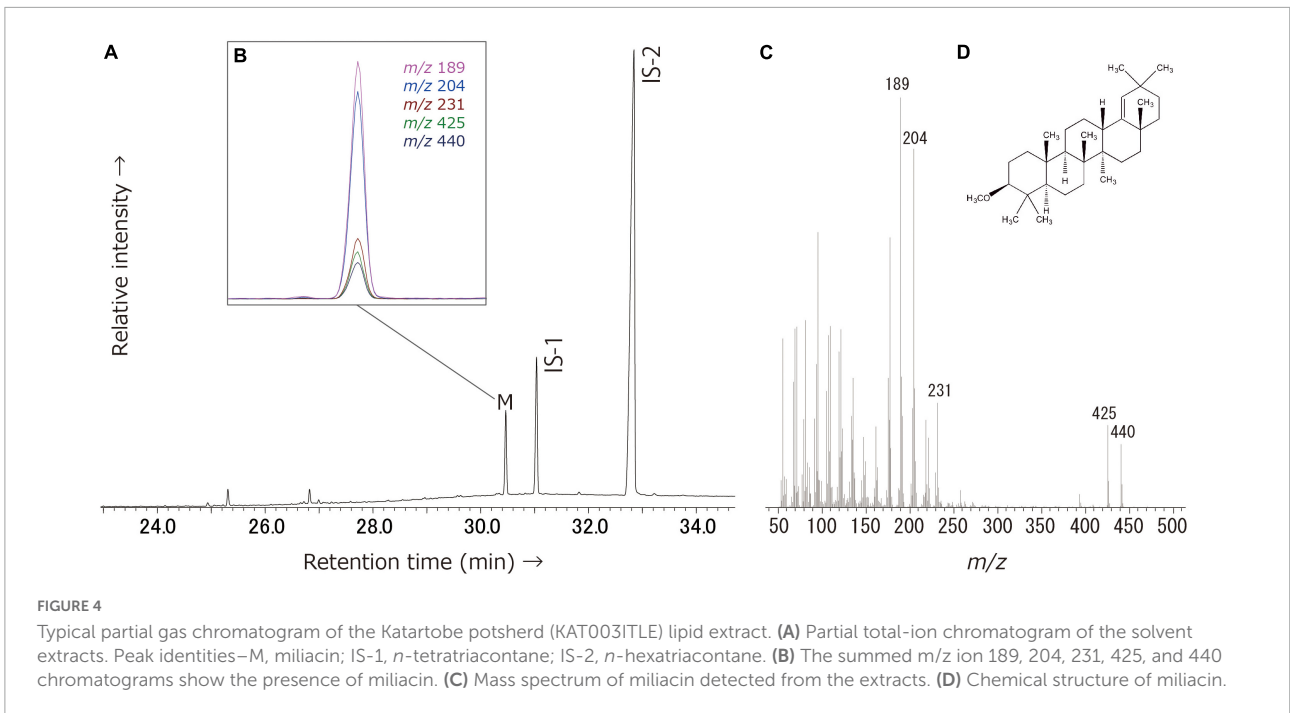 A
B
m/z 189
m/z 204
m/z 231
m/z 425
m/z 440
IS-2
IS-1
M
Relative intensity →
24.0 26.0 28.0 30.0 32.0 34.0
Retention time (min) →
C
189
204
231
425
440
50 100 150 200 250 300 350 400 450 500
m/z
D
H₃C CH₃
H CH₃
CH₃ CH₃
H CH₃
H₃CO
H
H₃C CH₃
FIGURE 4
Typical partial gas chromatogram of the Katartobe potsherd (KAT003ITLE) lipid extract. (A) Partial total-ion chromatogram of the solvent
extracts. Peak identities–M, miliacin; IS-1, n-tetratriacontane; IS-2, n-hexatriacontane. (B) The summed m/z ion 189, 204, 231, 425, and 440
chromatograms show the presence of miliacin. (C) Mass spectrum of miliacin detected from the extracts. (D) Chemical structure of miliacin.